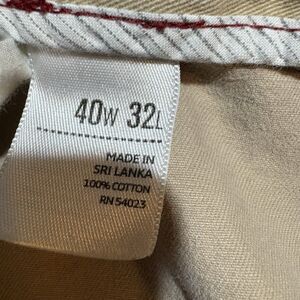 40W 32L
MADE IN
SRI LANKA
100% COTTON
RN 54023